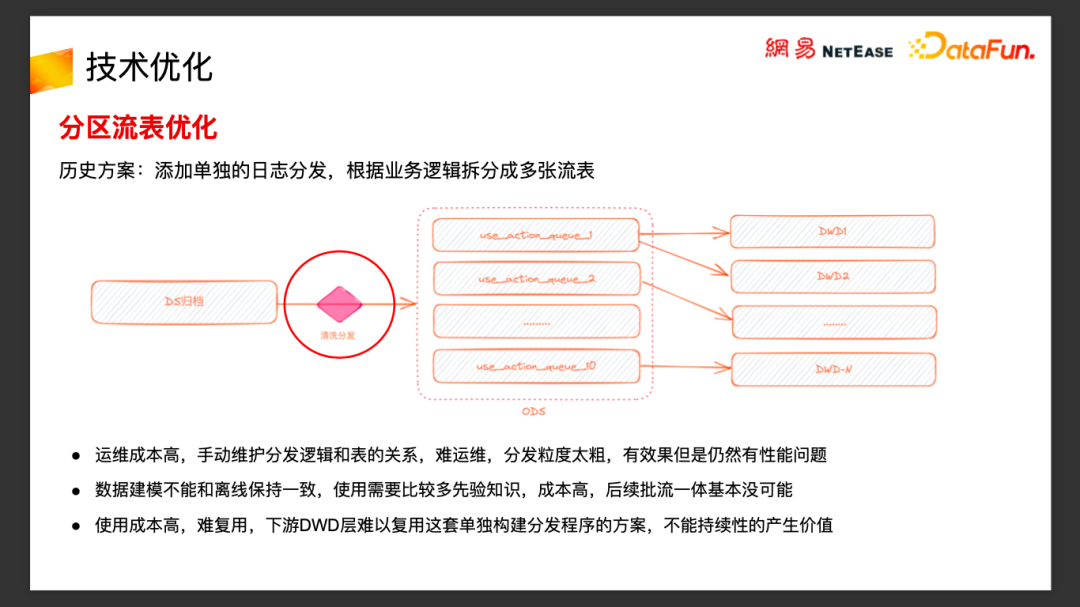 技术优化
網易 NETEASE
DataFun.
分区流表优化
历史方案：添加单独的日志分发，根据业务逻辑拆分成多张流表
DS归档
清洗分发
use_action_queue_1
use_action_queue_2
.........
use_action_queue_10
ODS
DWD1
DWD2
........
DWD-N
● 运维成本高，手动维护分发逻辑和表的关系，难运维，分发粒度太粗，有效果但是仍然有性能问题
● 数据建模不能和离线保持一致，使用需要比较多先验知识，成本高，后续批流一体基本没可能
● 使用成本高，难复用，下游DWD层难以复用这套单独构建分发程序的方案，不能持续性的产生价值